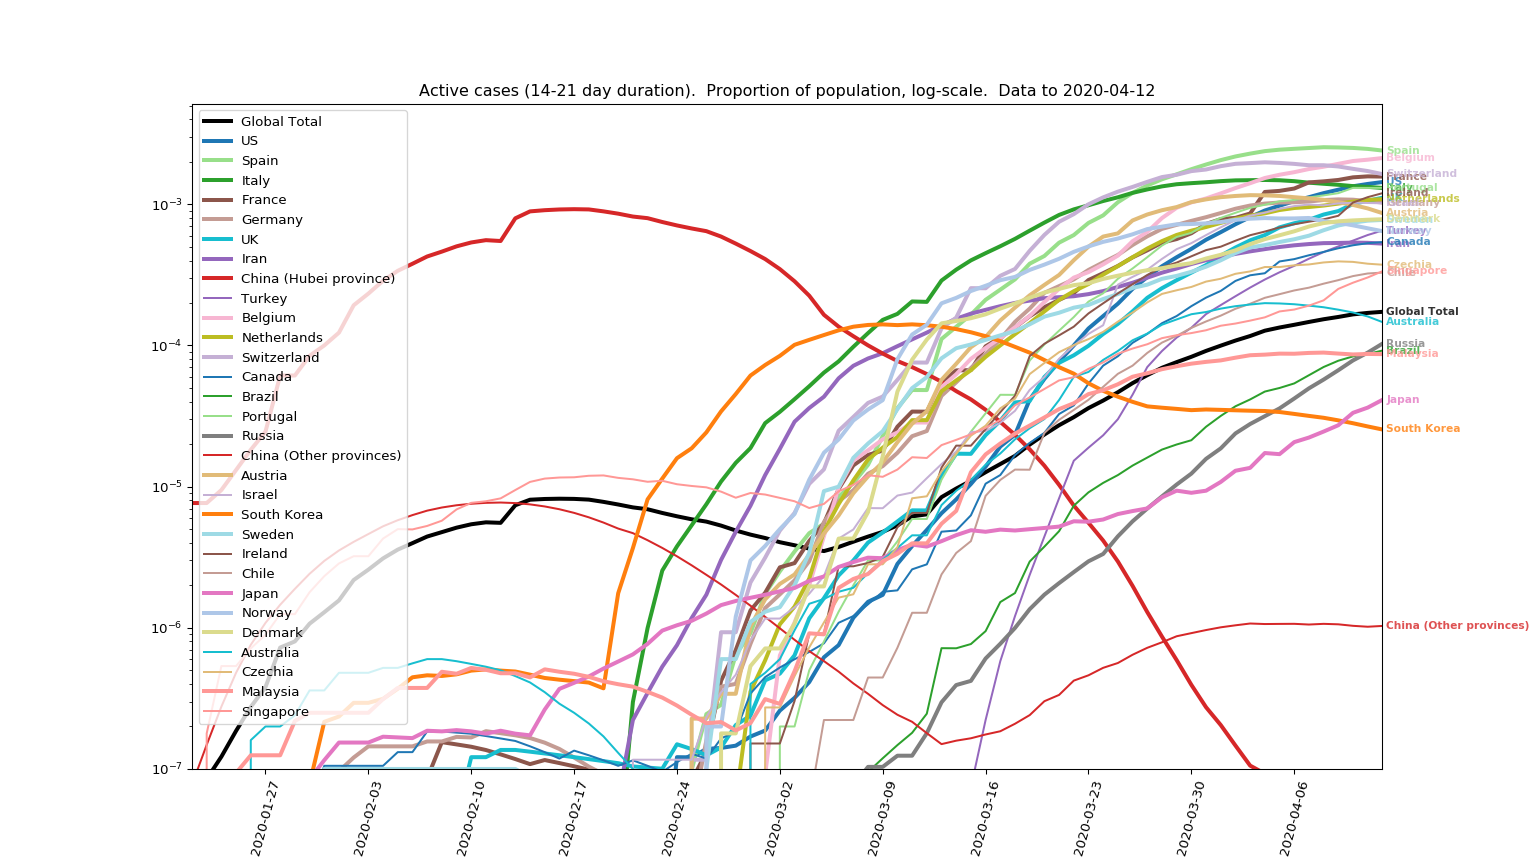 Active cases (14-21 day duration).  Proportion of population, log-scale.  Data to 2020-04-12
Global Total
US
Spain
Italy
France
Germany
UK
Iran
China (Hubei province)
Turkey
Belgium
Netherlands
Switzerland
Canada
Brazil
Portugal
Russia
China (Other provinces)
Austria
Israel
South Korea
Sweden
Ireland
Chile
Japan
Norway
Denmark
Australia
Czechia
Malaysia
Singapore
10⁻³
10⁻⁴
10⁻⁵
10⁻⁶
10⁻⁷
Spain
Belgium
Switzerland
France
US
Portugal
Ireland
Netherlands
Germany
Austria
Turkey
Canada
Czechia
Singapore
Chile
Global Total
Australia
Russia
Brazil
Malaysia
Japan
South Korea
China (Other provinces)
2020-01-27
2020-02-03
2020-02-10
2020-02-17
2020-02-24
2020-03-02
2020-03-09
2020-03-16
2020-03-23
2020-03-30
2020-04-06